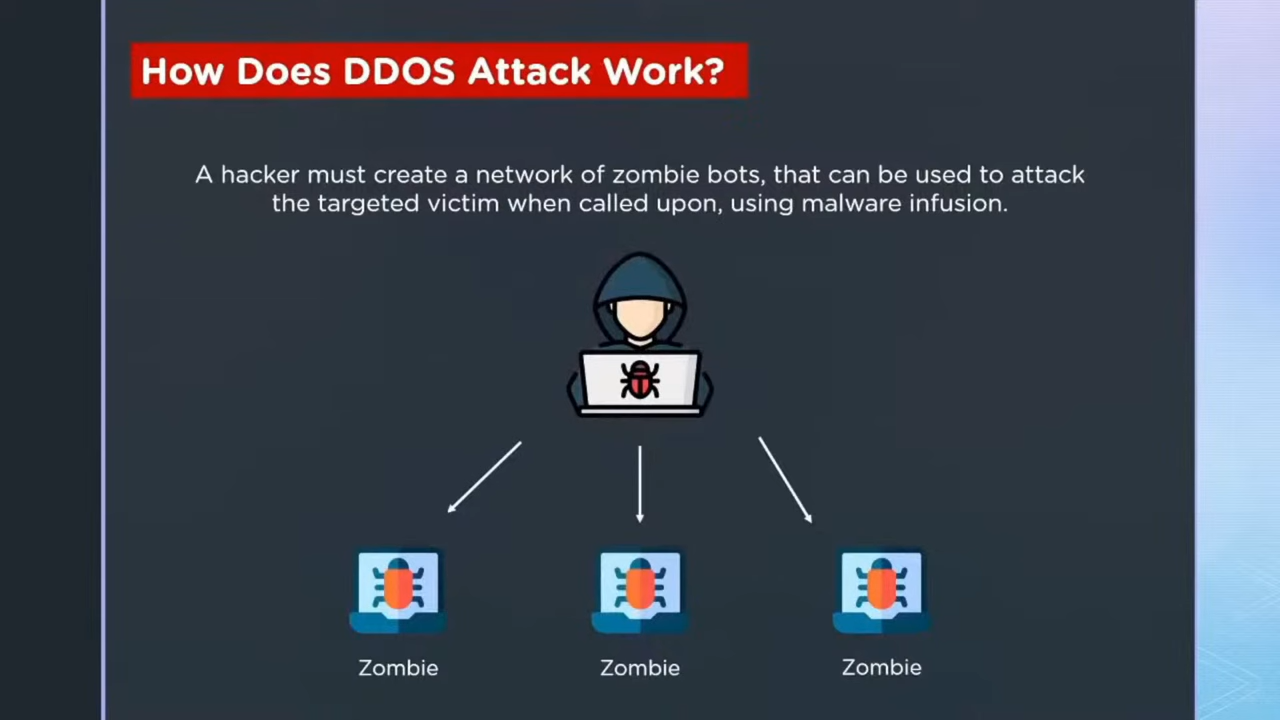 How Does DDOS Attack Work?
A hacker must create a network of zombie bots, that can be used to attack
the targeted victim when called upon, using malware infusion.
Zombie
Zombie
Zombie